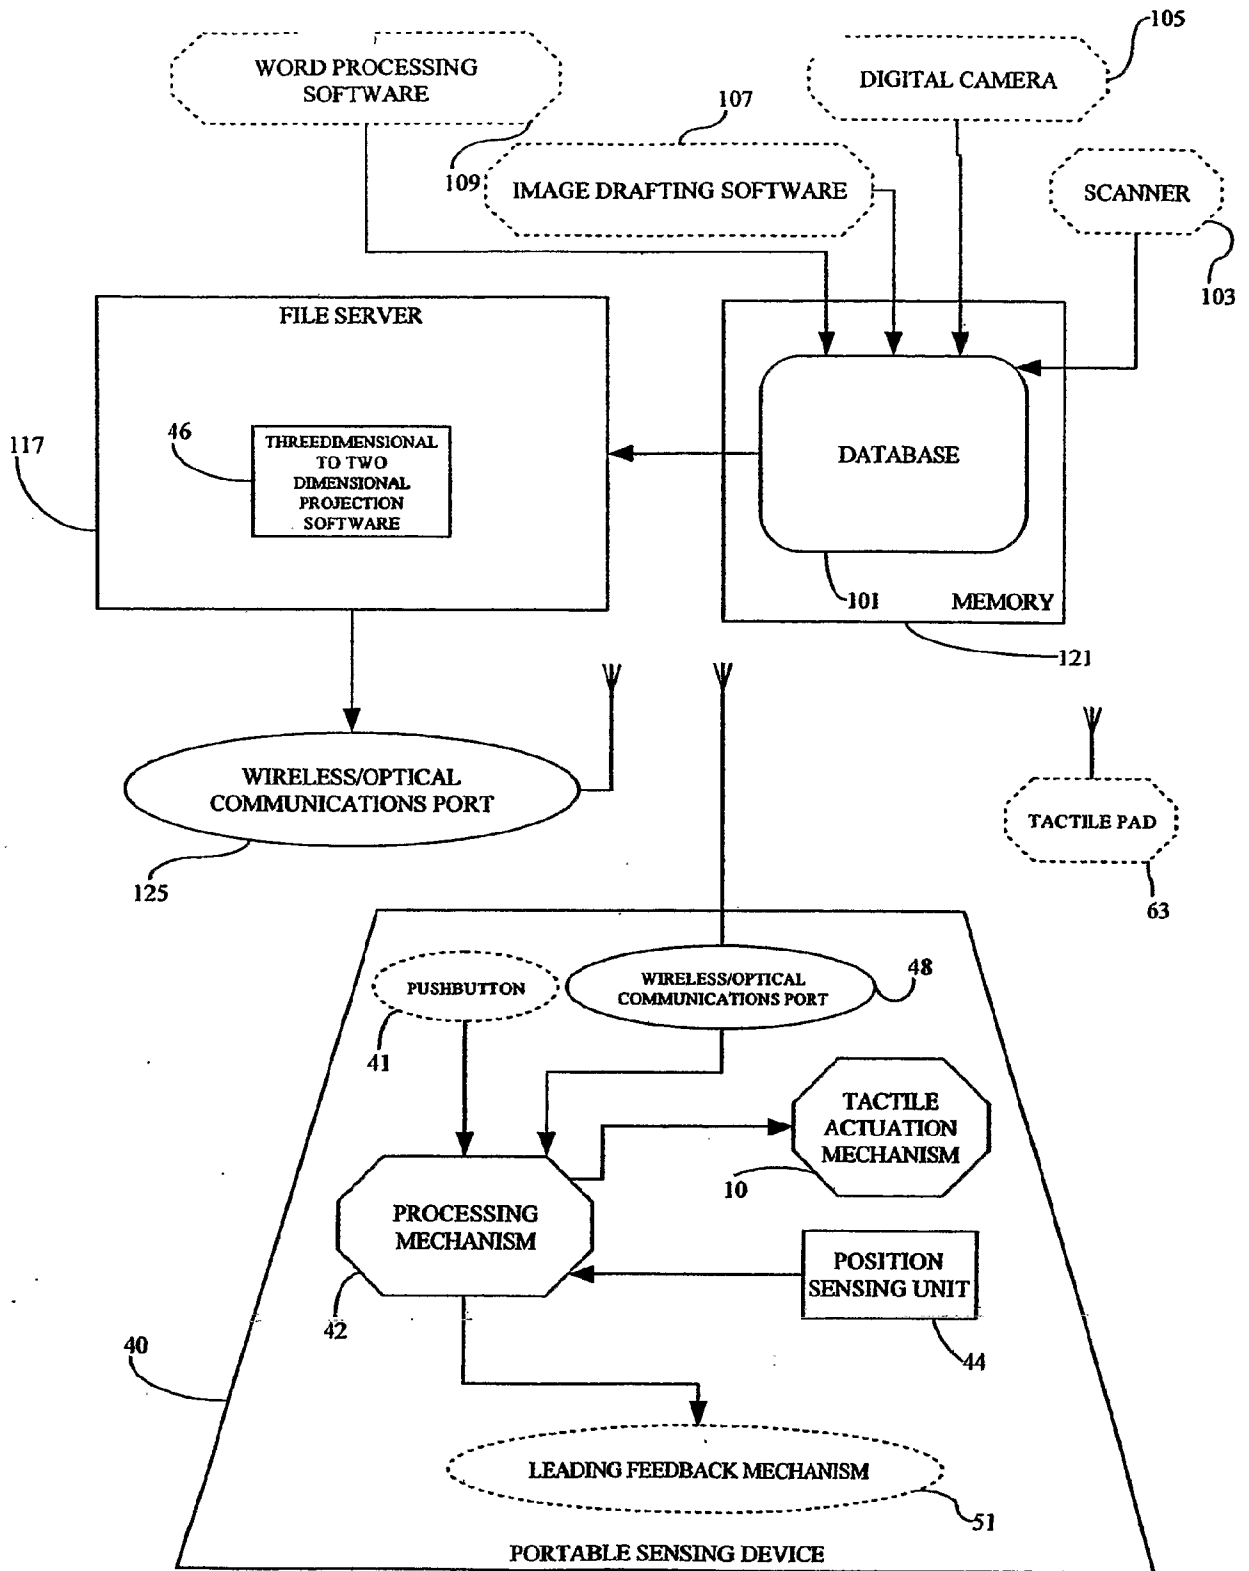 105
WORD PROCESSING
SOFTWARE
DIGITAL CAMERA
107
109
IMAGE DRAFTING SOFTWARE
SCANNER
103
FILE SERVER
46
THREEDIMENSIONAL
TO TWO
DIMENSIONAL
PROJECTION
SOFTWARE
117
DATABASE
101
MEMORY
121
WIRELESS/OPTICAL
COMMUNICATIONS PORT
125
TACTILE PAD
63
PUSHBUTTON
41
WIRELESS/OPTICAL
COMMUNICATIONS PORT
48
TACTILE
ACTUATION
MECHANISM
10
PROCESSING
MECHANISM
42
POSITION
SENSING UNIT
44
40
LEADING FEEDBACK MECHANISM
51
PORTABLE SENSING DEVICE